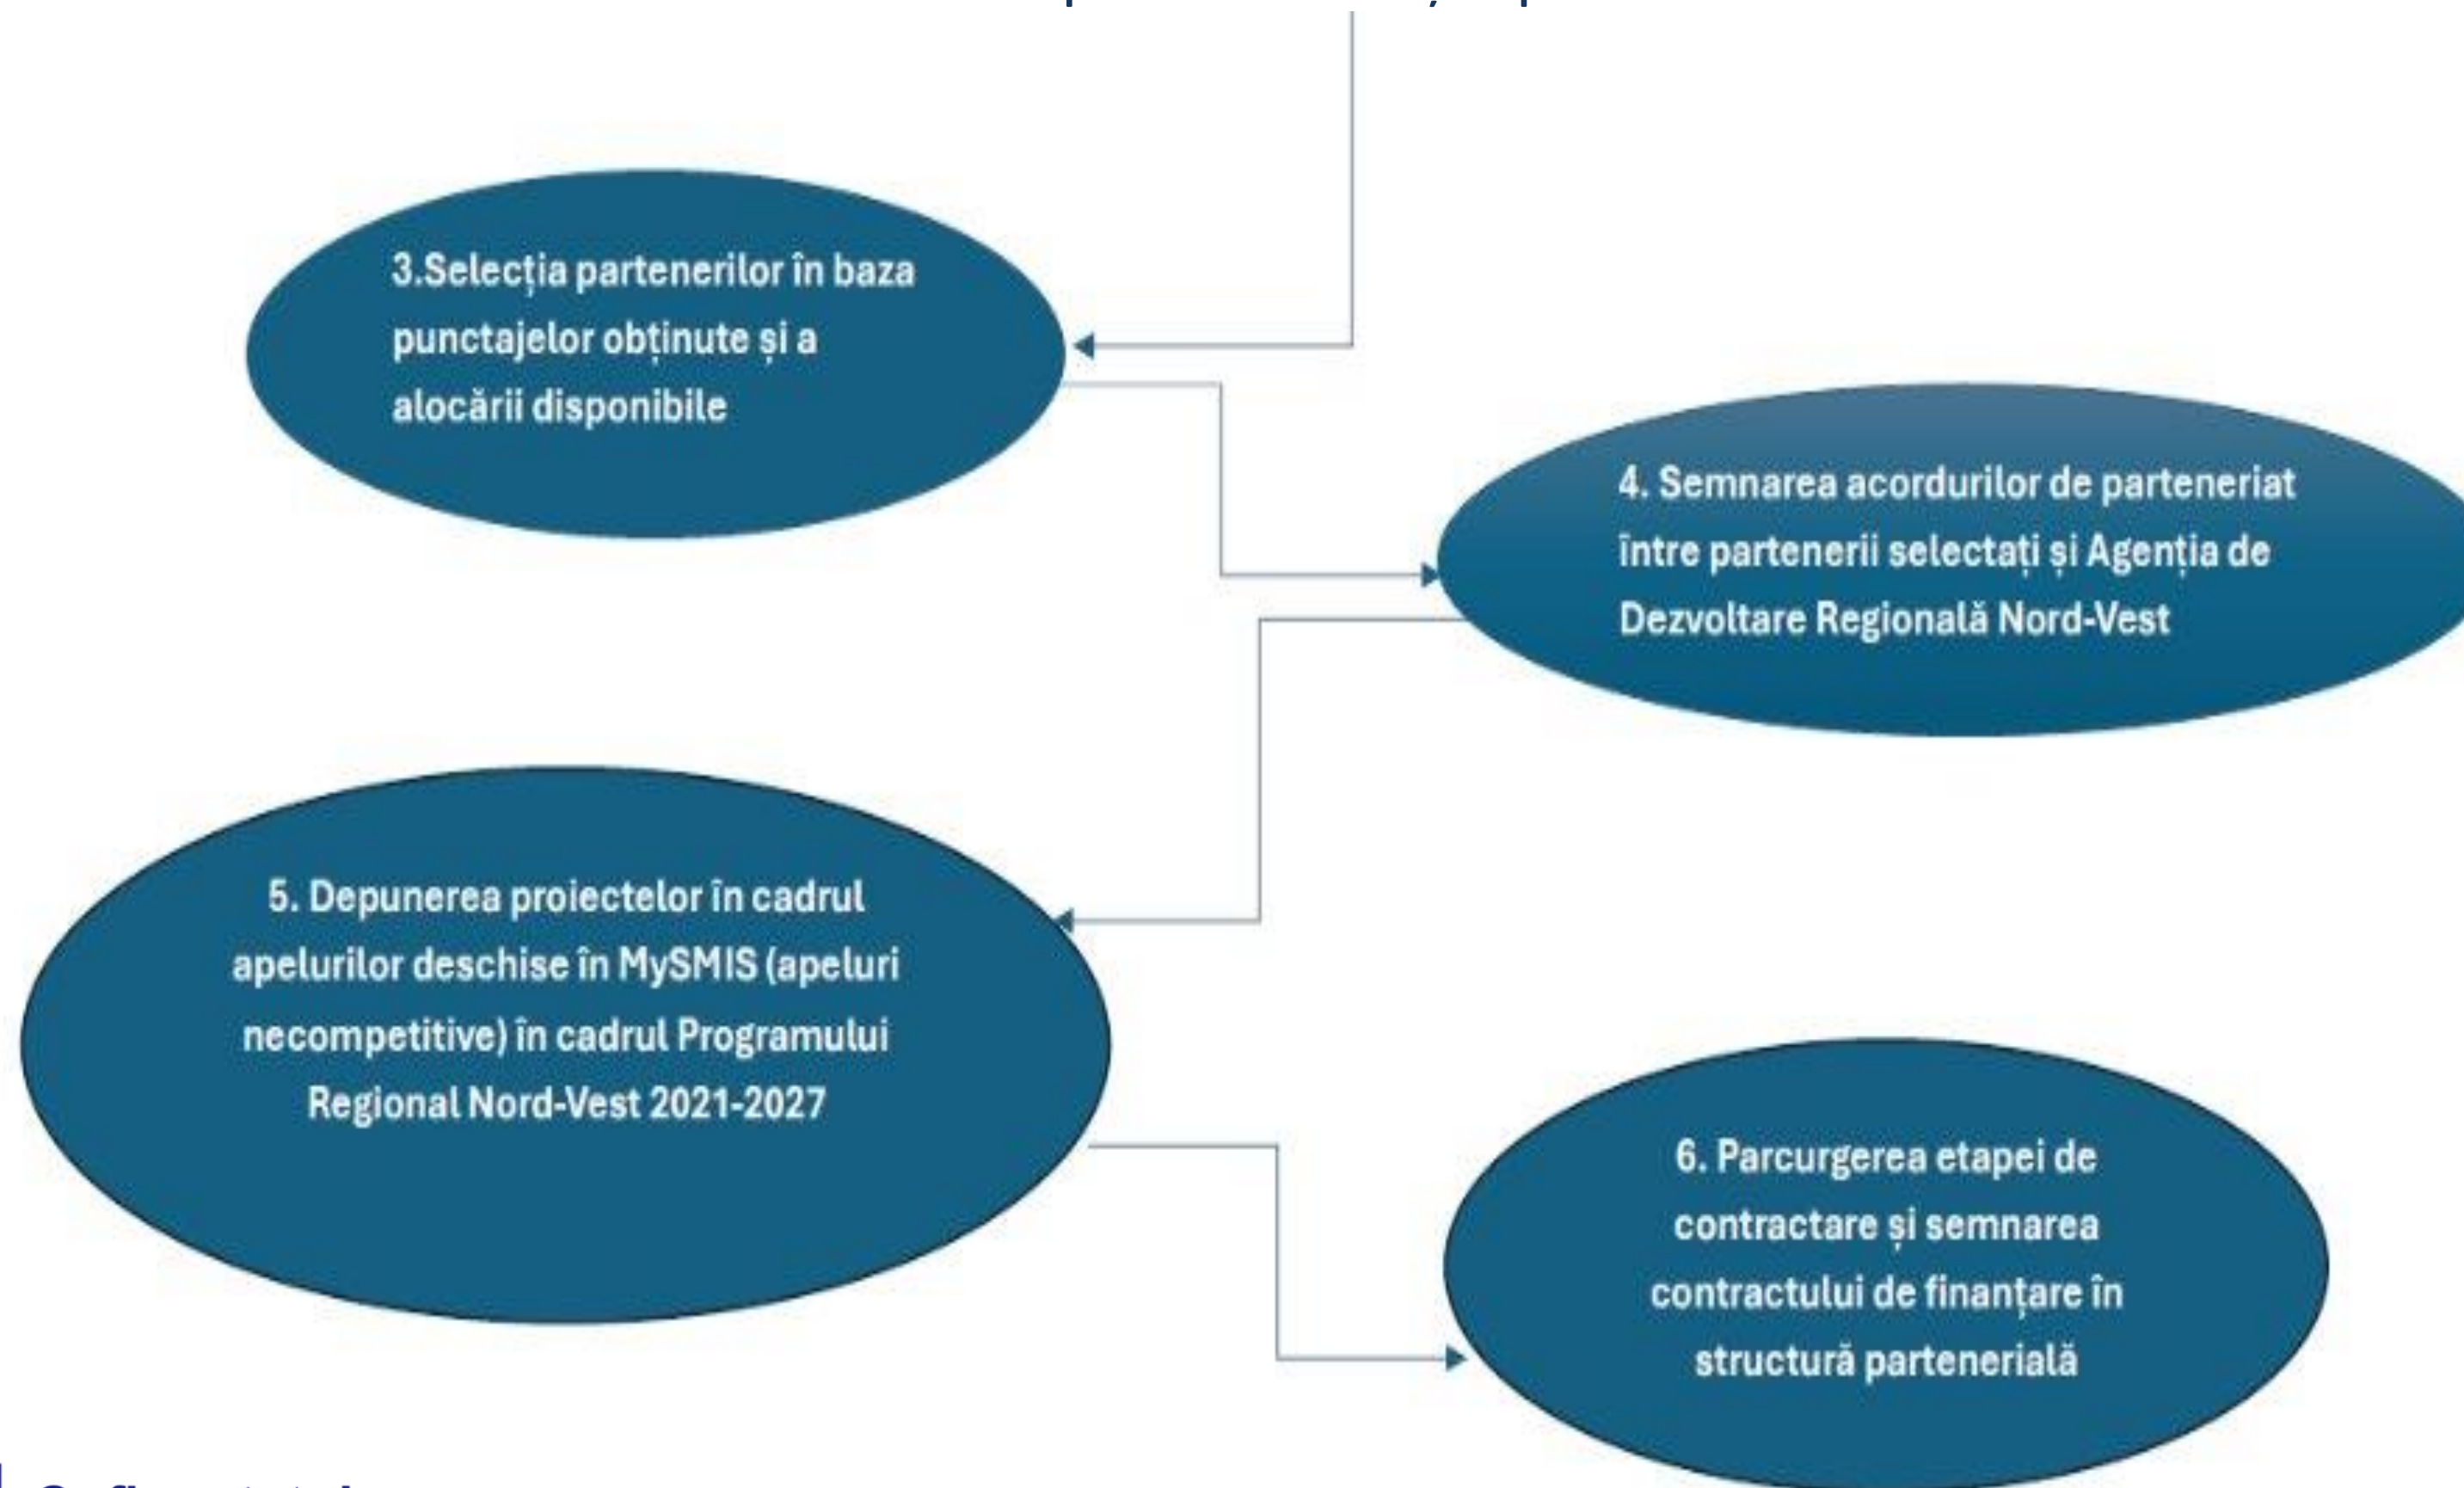 3.Selecția partenerilor în baza
punctajelor obținute și a
alocării disponibile
4. Semnarea acordurilor de parteneriat
între partenerii selectați și Agenția de
Dezvoltare Regională Nord-Vest
5. Depunerea proiectelor în cadrul
apelurilor deschise în MySMIS (apeluri
necompetitive) în cadrul Programului
Regional Nord-Vest 2021-2027
6. Parcurgerea etapei de
contractare și semnarea
contractului de finanțare în
structură partenerială